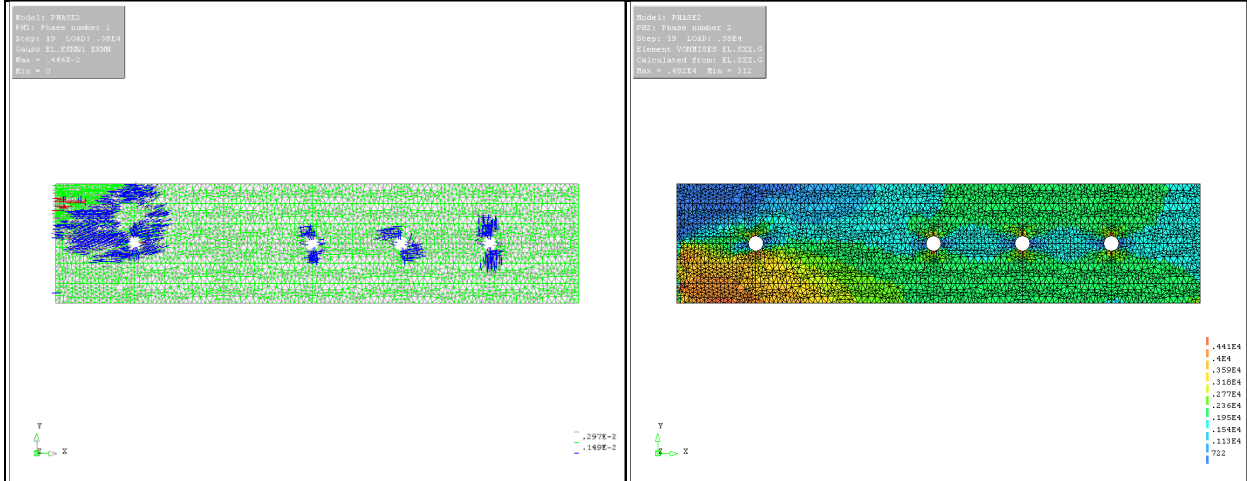 Model: PHASE2
PH2: Phase number 2
Step: 19 LOAD: .38E4
Gauss EL.EKNN1 EKNN
Max = .446E-2
Min = 0
.297E-2
.149E-2
Y
Z
X
Model: PHASE2
PH2: Phase number 2
Step: 19 LOAD: .38E4
Element VONMISES EL.SXX.G
Calculated from: EL.SXX.G
Max = .482E4 Min = 312
.441E4
.4E4
.359E4
.318E4
.277E4
.236E4
.195E4
.154E4
.113E4
722
Y
Z
X